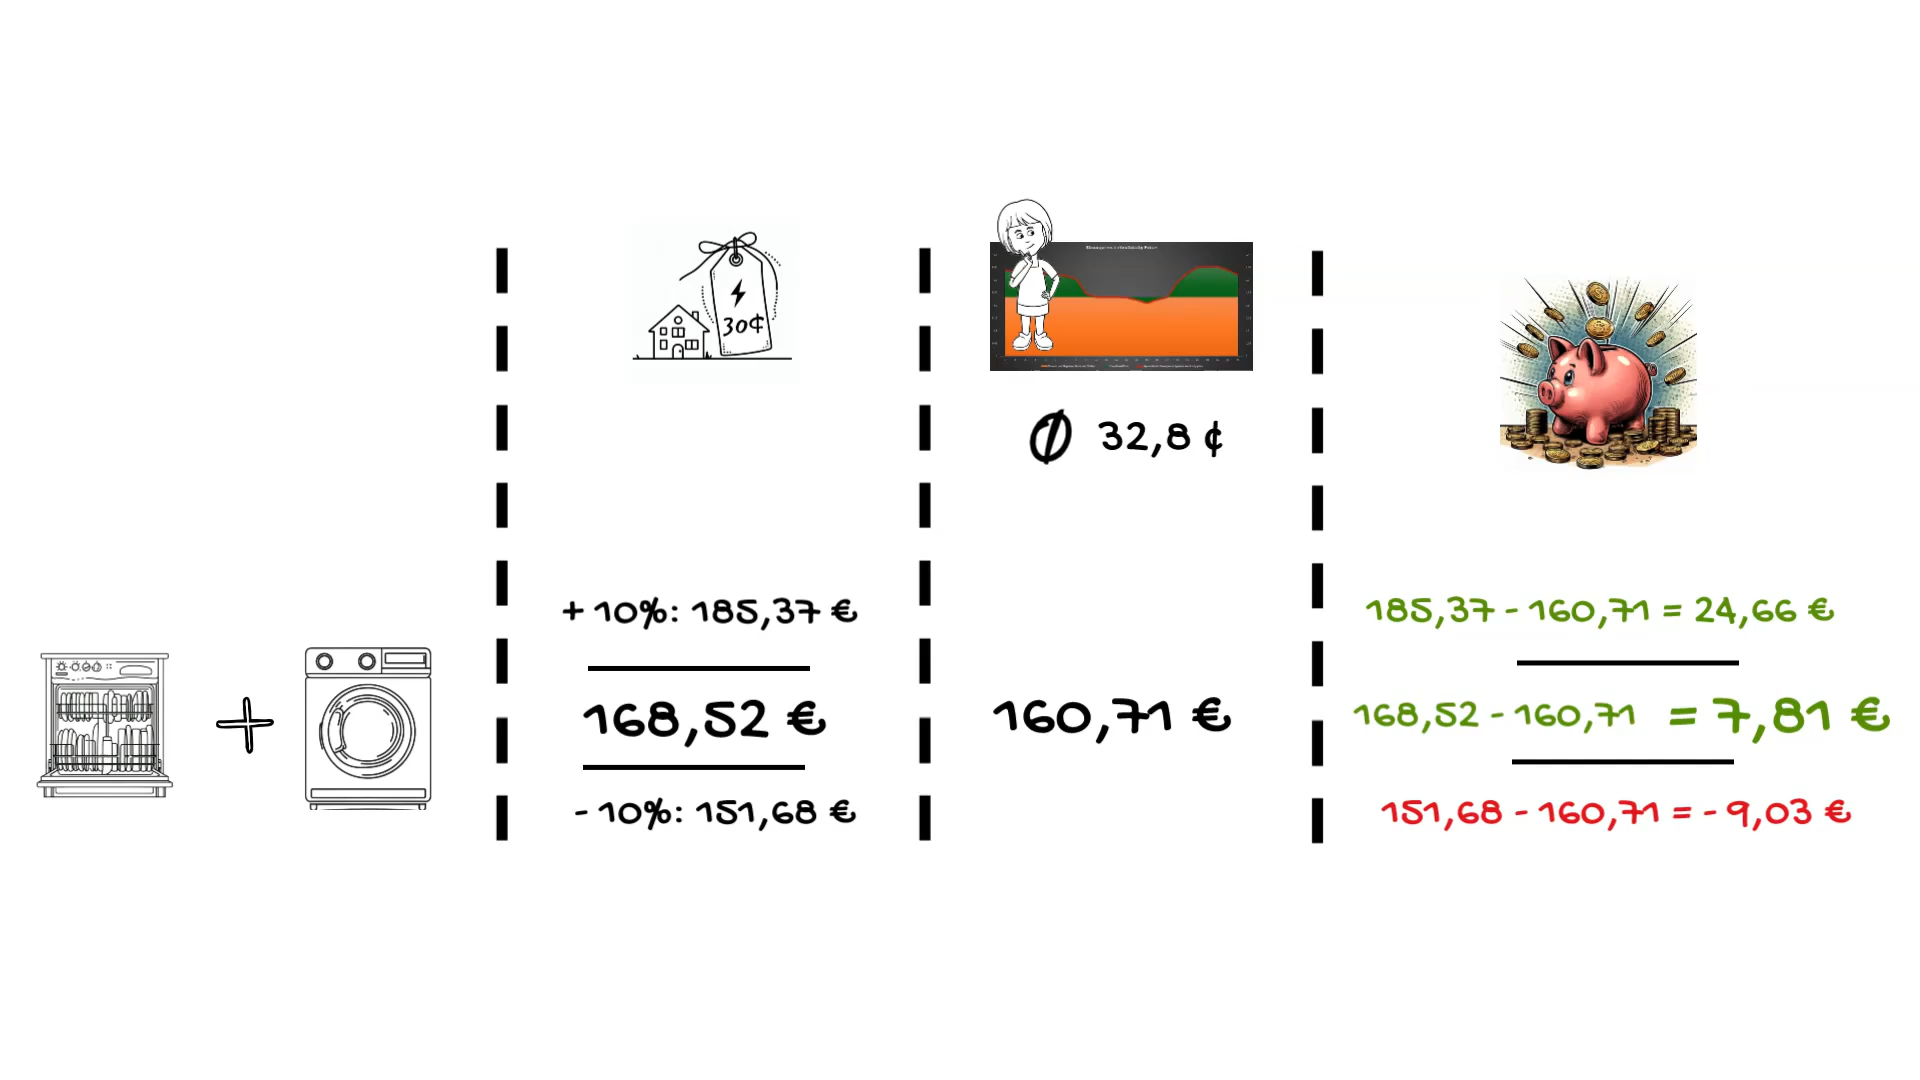 30¢
Ø 32,8 ¢
+ 10%: 185,37 €
168,52 €
- 10%: 151,68 €
160,71 €
185,37 - 160,71 = 24,66 €
168,52 - 160,71 = 7,81 €
151,68 - 160,71 = - 9,03 €